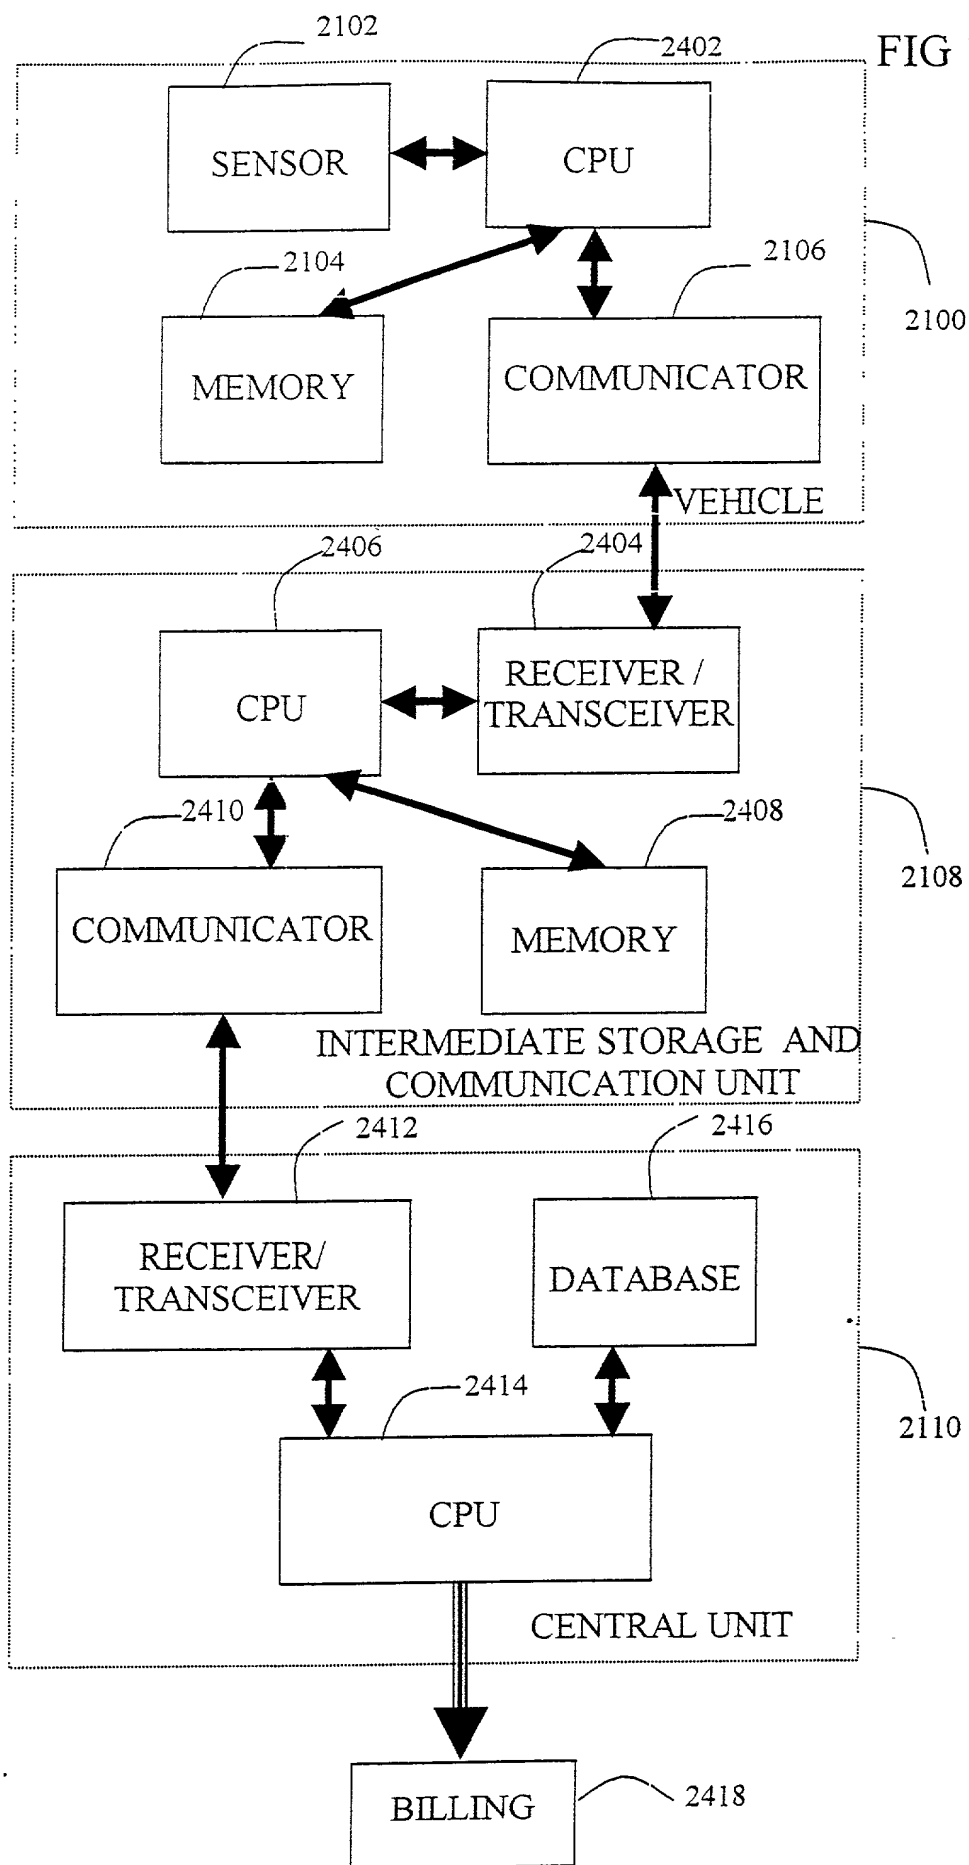 2102
2402
FIG
SENSOR
CPU
2104
2106
2100
MEMORY
COMMUNICATOR
VEHICLE
2406
2404
CPU
RECEIVER /
TRANSCEIVER
2410
2408
2108
COMMUNICATOR
MEMORY
INTERMEDIATE STORAGE AND
COMMUNICATION UNIT
2412
2416
RECEIVER/
TRANSCEIVER
DATABASE
2414
2110
CPU
CENTRAL UNIT
BILLING
2418